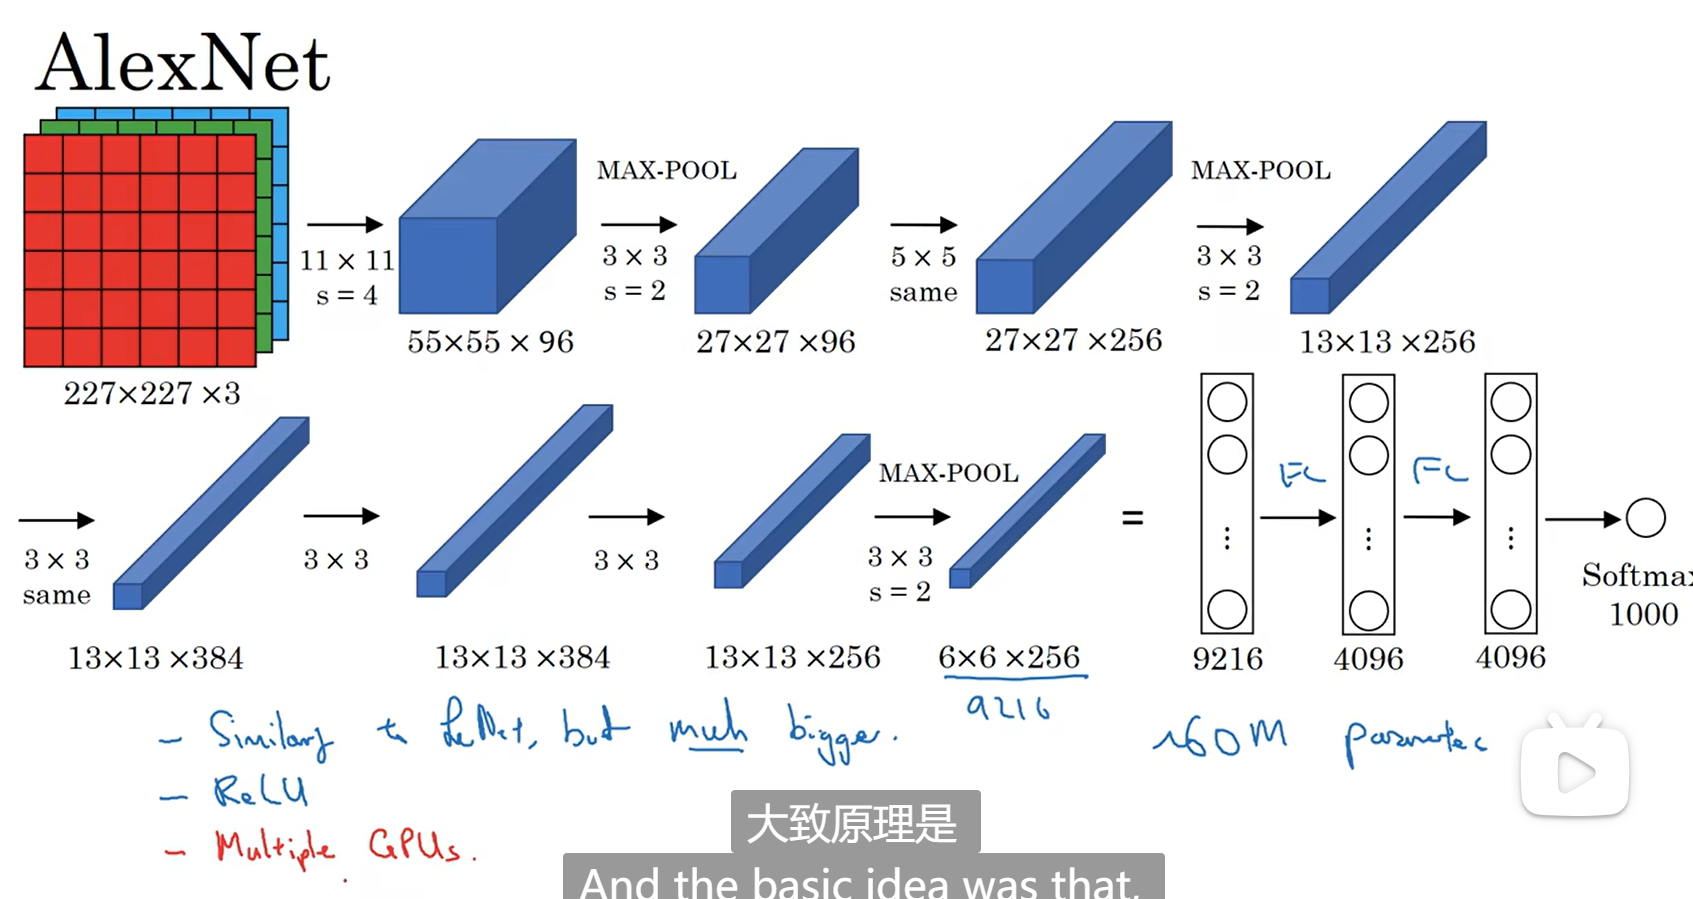 AlexNet
MAX-POOL
MAX-POOL
11 × 11
s = 4
3 × 3
s = 2
5 × 5
same
3 × 3
s = 2
227×227 ×3
55×55 × 96
27×27 ×96
27×27 ×256
13×13 ×256
3 × 3
same
3 × 3
3 × 3
MAX-POOL
3 × 3
s = 2
=
FC
FC
Softmax
1000
13×13 ×384
13×13 ×384
13×13 ×256
6×6 ×256
9216
4096
4096
9216
- Similary to LeNet, but much bigger.
~60M parameters
- ReLU
- Multiple GPUs.
大致原理是
And the basic idea was that,